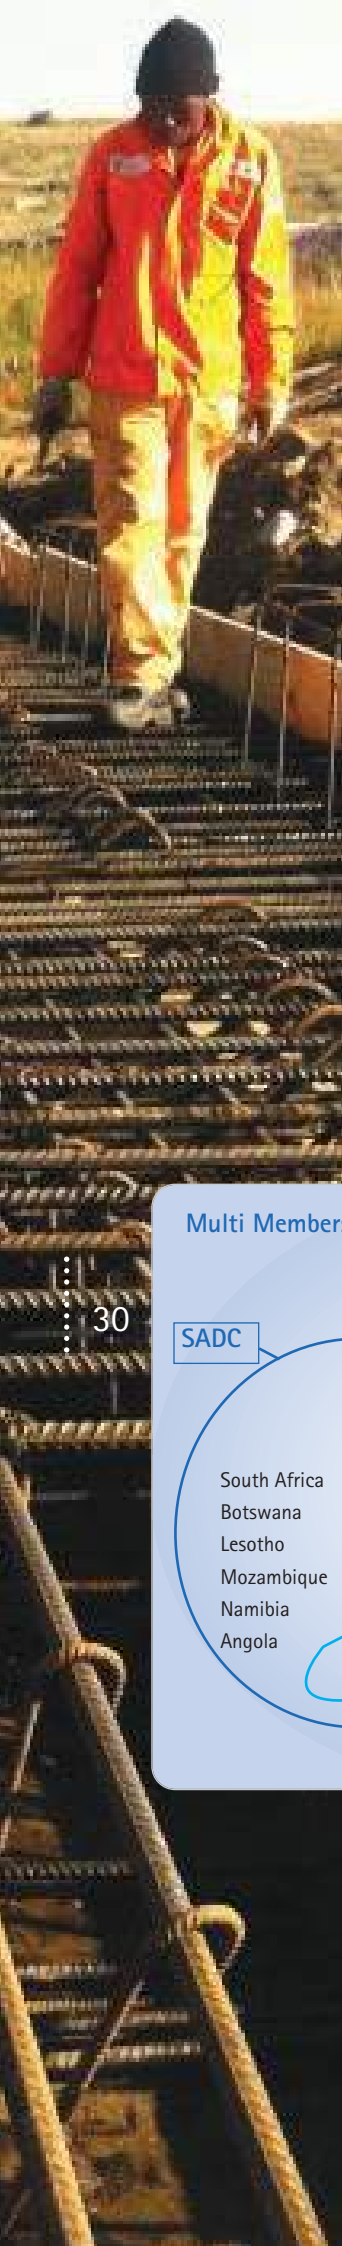 Multi Members
30
SADC
South Africa
Botswana
Lesotho
Mozambique
Namibia
Angola